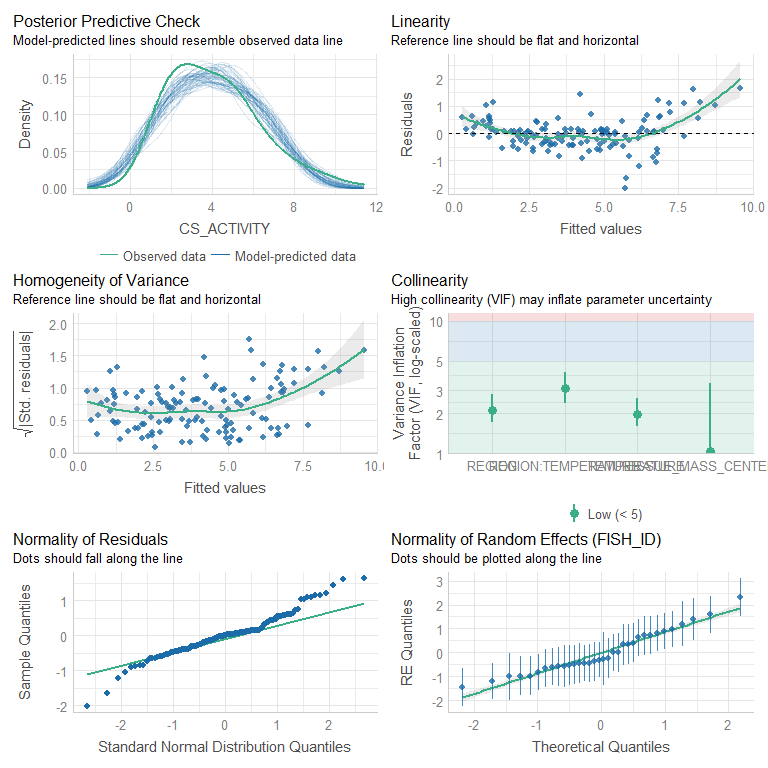 Posterior Predictive Check
Model-predicted lines should resemble observed data line
Density
0.15
0.10
0.05
0.00
0
4
8
12
CS_ACTIVITY
Observed data
Model-predicted data
Linearity
Reference line should be flat and horizontal
Residuals
2
1
0
-1
-2
0.0
2.5
5.0
7.5
10.0
Fitted values
Homogeneity of Variance
Reference line should be flat and horizontal
√|Std. residuals|
2.0
1.5
1.0
0.5
0.0
0.0
2.5
5.0
7.5
10.0
Fitted values
Collinearity
High collinearity (VIF) may inflate parameter uncertainty
Variance Inflation
Factor (VIF, log-scaled)
10
5
3
2
1
REGION
REGION:TEMPERATURE
Low (< 5)
Normality of Residuals
Dots should fall along the line
Sample Quantiles
1
0
-1
-2
-2
-1
0
1
2
Standard Normal Distribution Quantiles
Normality of Random Effects (FISH_ID)
Dots should be plotted along the line
RE Quantiles
3
2
1
0
-1
-2
-2
-1
0
1
2
Theoretical Quantiles